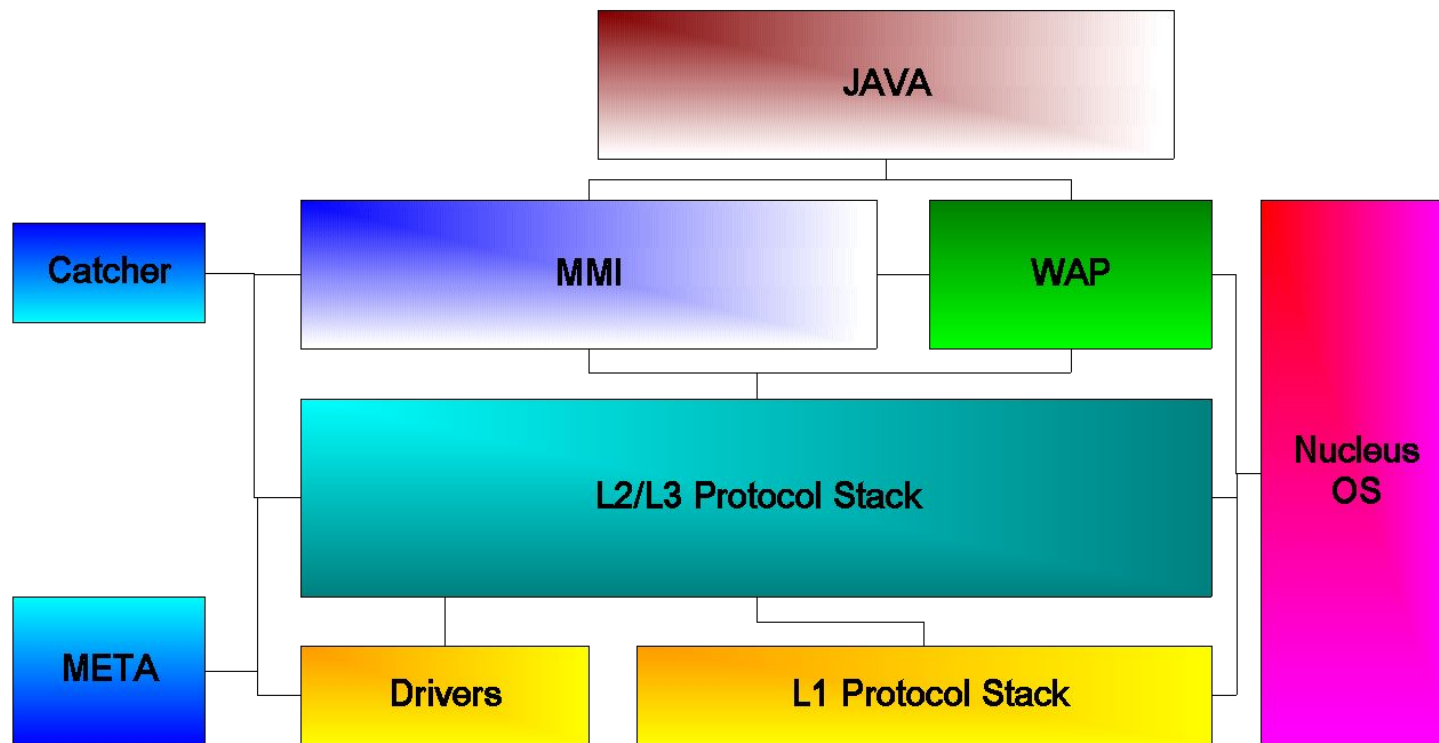 JAVA
Catcher
MMI
WAP
Nucleus
OS
L2/L3 Protocol Stack
META
Drivers
L1 Protocol Stack